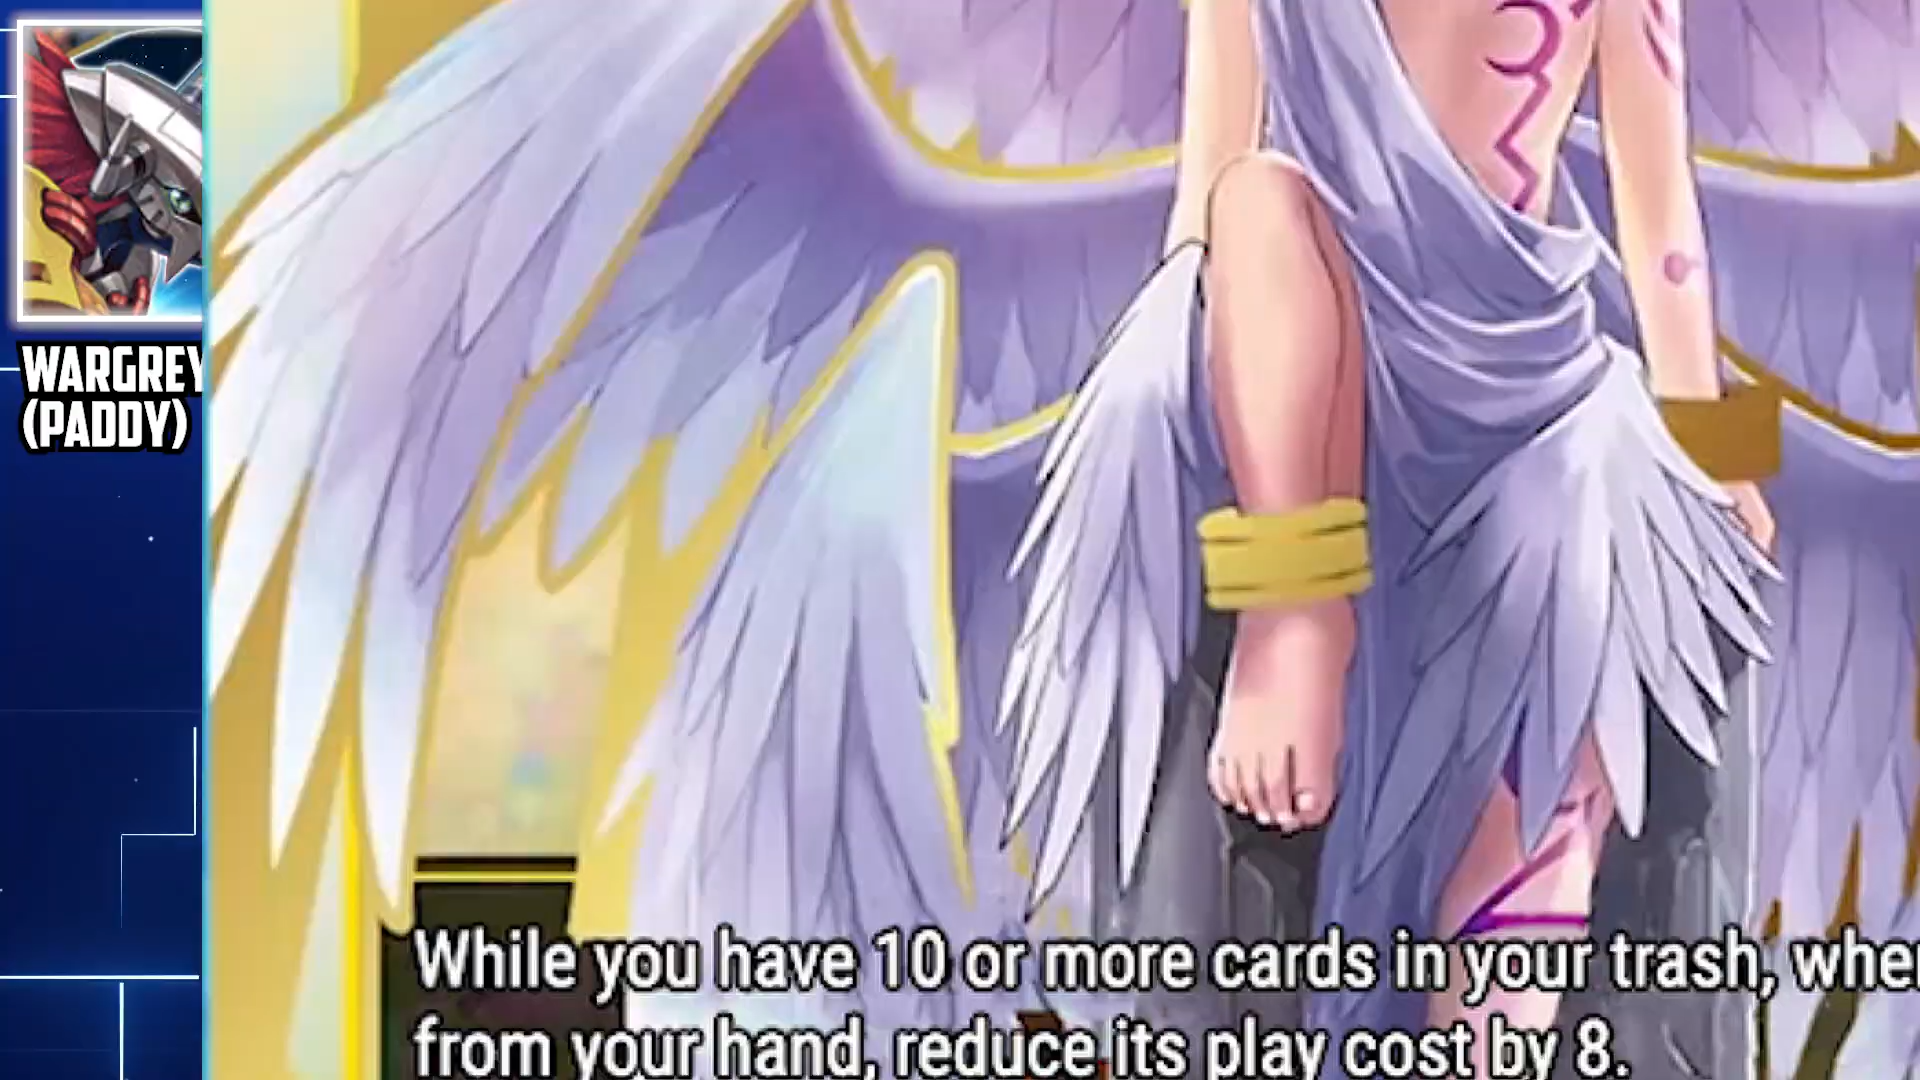 WARGREY
(PADDY)
While you have 10 or more cards in your trash, when
from your hand, reduce its play cost by 8.